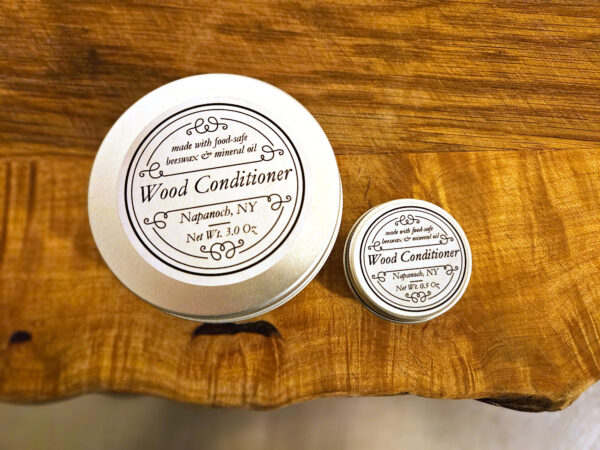 made with food-safe
beeswax & mineral oil
Wood Conditioner
Napanoch, NY
Net Wt. 3.0 Oz
made with food-safe
beeswax & mineral oil
Wood Conditioner
Napanoch, NY
Net Wt. 0.5 Oz